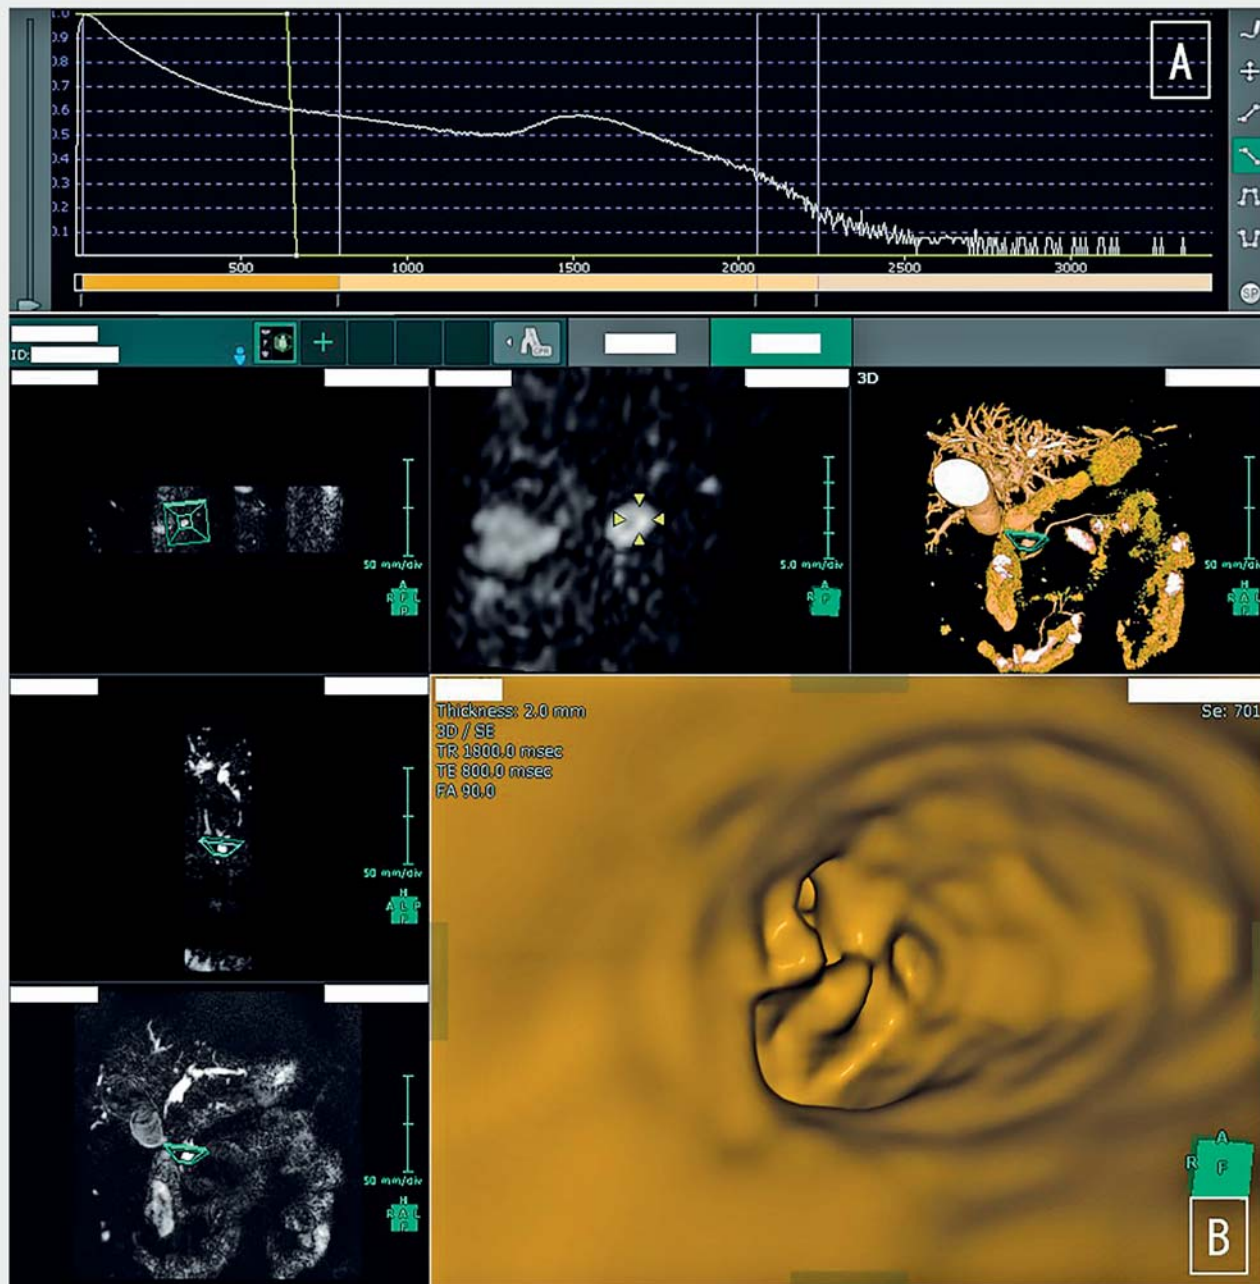 1.0
0.9
0.8
0.7
0.6
0.5
0.4
0.3
0.2
0.1
500 1000 1500 2000 2500 3000
A
SP
ID:
CPR
3D
50 mm/div
A
R F L
P
5.0 mm/div
A
R F
50 mm/div
H
R A L
F
50 mm/div
H
A L P
F
50 mm/div
H
R A L
F
Thickness: 2.0 mm
3D / SE
TR 1800.0 msec
TE 800.0 msec
FA 90.0
Se: 701
A
R F
B